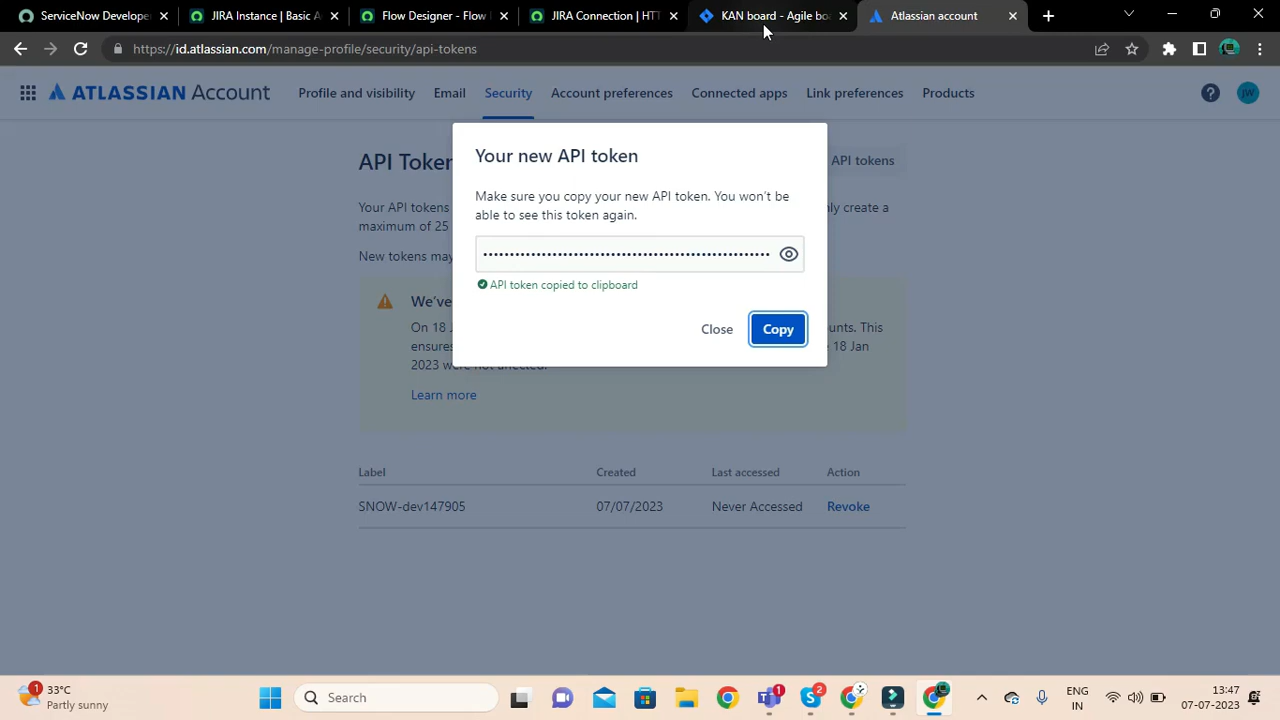 ServiceNow Develope
JIRA Instance | Basic A
Flow Designer - Flow
JIRA Connection | HTT
KAN board - Agile bo
Atlassian account
https://id.atlassian.com/manage-profile/security/api-tokens
ATLASSIAN Account
Profile and visibility
Email
Security
Account preferences
Connected apps
Link preferences
Products
JW
API Toker
API tokens
Your new API token
Make sure you copy your new API token. You won't be
able to see this token again.
API token copied to clipboard
Close
Copy
Your API tokens
nly create a
maximum of 25
New tokens may
We've
On 18 J
unts. This
ensures
18 Jan
2023 were not affected.
Learn more
Label
Created
Last accessed
Action
SNOW-dev147905
07/07/2023
Never Accessed
Revoke
1
33°C
Partly sunny
Search
1
2
ENG
IN
13:47
07-07-2023